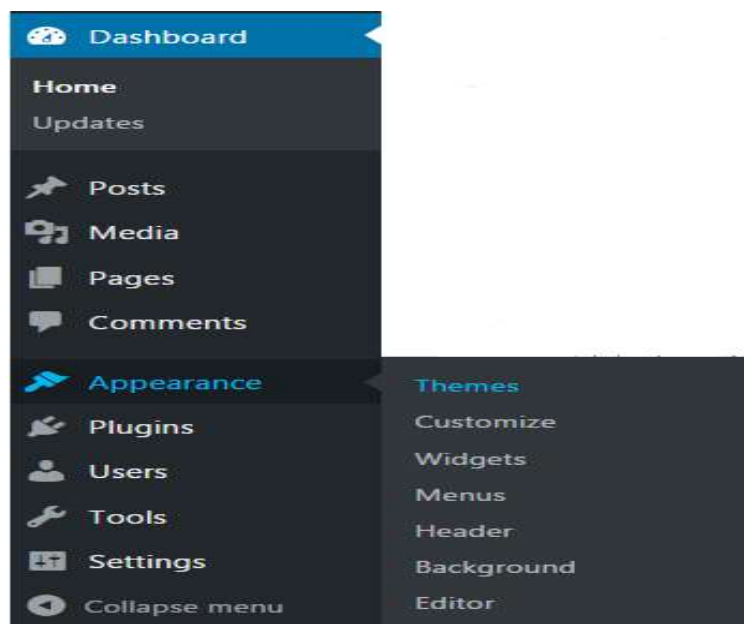 Dashboard
Home
Updates
Posts
Media
Pages
Comments
Appearance
Themes
Customize
Widgets
Menus
Header
Background
Editor
Plugins
Users
Tools
Settings
Collapse menu